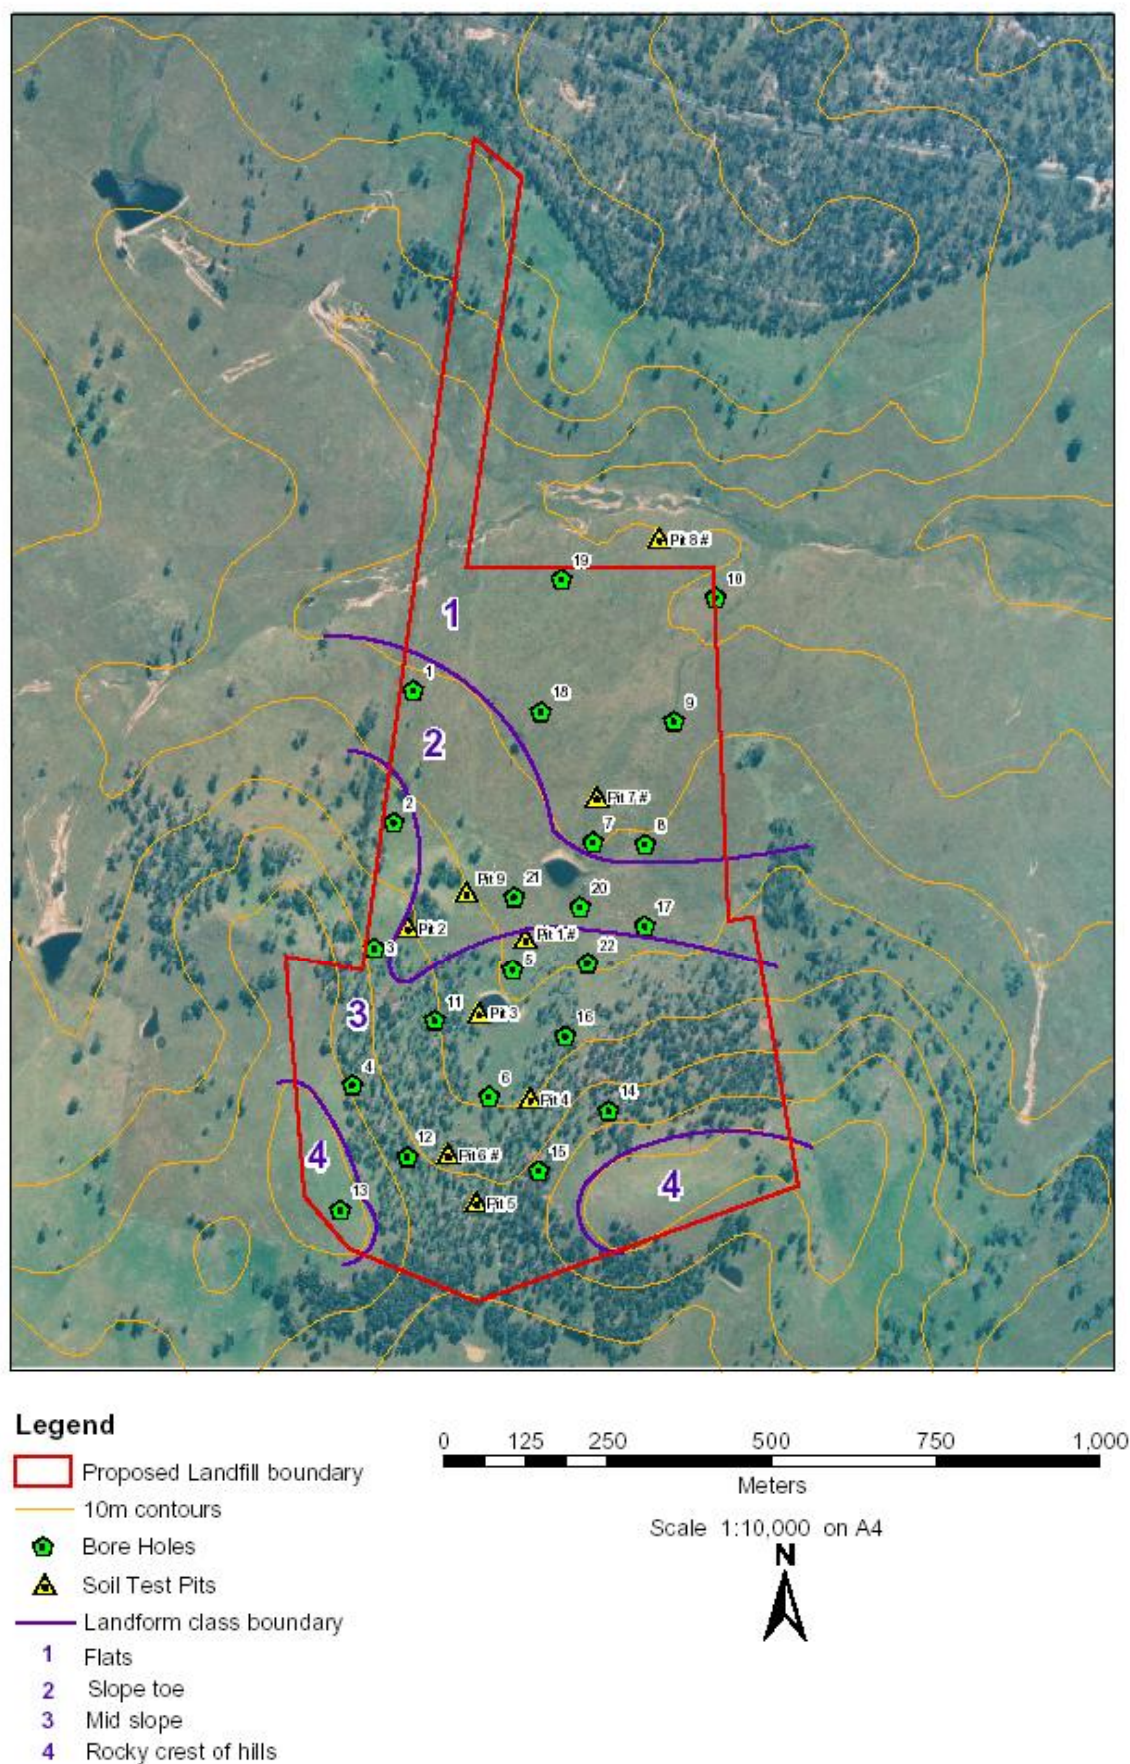 Pit 8 #
19
10
1
1
18
9
2
Pit 7 #
2
7
8
Pit 9
21
20
17
Pit 2
Pit 1 #
3
22
5
11
Pit 3
3
16
4
6
Pit 4
14
12
Pit 6 #
15
4
4
13
Pit 5
Legend
Proposed Landfill boundary
10m contours
Bore Holes
Soil Test Pits
Landform class boundary
1 Flats
2 Slope toe
3 Mid slope
4 Rocky crest of hills
0 125 250 500 750 1,000
Meters
Scale 1:10,000 on A4
N